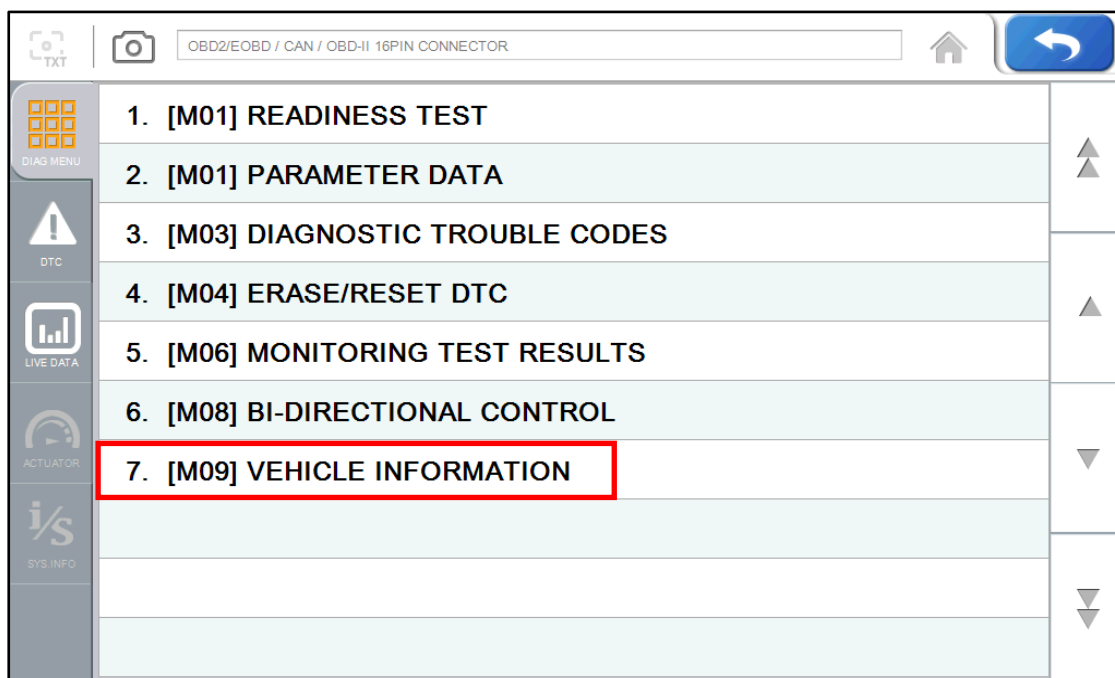 TXT
OBD2/EOBD / CAN / OBD-II 16PIN CONNECTOR
DIAG MENU
DTC
LIVE DATA
ACTUATOR
i/s
SYS.INFO
1. [M01] READINESS TEST
2. [M01] PARAMETER DATA
3. [M03] DIAGNOSTIC TROUBLE CODES
4. [M04] ERASE/RESET DTC
5. [M06] MONITORING TEST RESULTS
6. [M08] BI-DIRECTIONAL CONTROL
7. [M09] VEHICLE INFORMATION